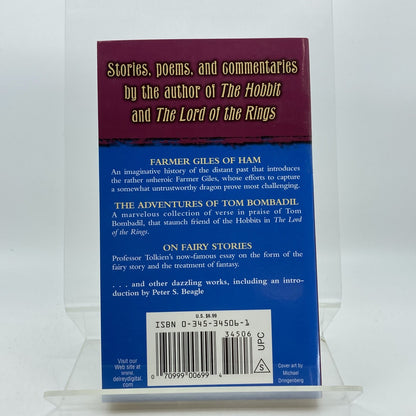 Stories, poems, and commentaries
by the author of The Hobbit
and The Lord of the Rings
FARMER GILES OF HAM
An imaginative history of the distant past that introduces
the rather unheroic Farmer Giles, whose efforts to capture
a somewhat untrustworthy dragon prove most challenging.
THE ADVENTURES OF TOM BOMBADIL
A marvelous collection of verse in praise of Tom
Bombadil, that staunch friend of the Hobbits in The Lord
of the Rings.
ON FAIRY STORIES
Professor Tolkien's now-famous essay on the form of the
fairy story and the treatment of fantasy.
. . . and other dazzling works, including an intro-
duction by Peter S. Beagle
U.S. $6.99
ISBN 0-345-34506-1
34506
UPC
S
0 70999 00699 4
Visit our
Web site at
delreydigital.com
Cover art by:
Michael
Dringenberg